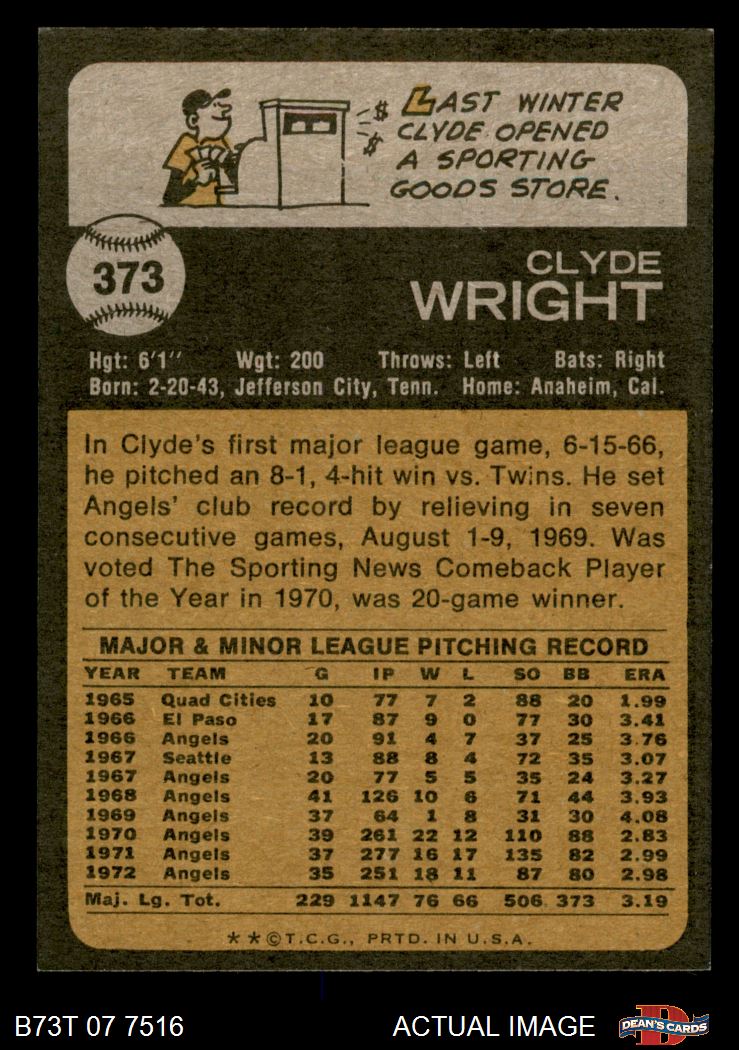 $ LAST WINTER
$ CLYDE OPENED
A SPORTING
GOODS STORE.
373
CLYDE
WRIGHT
Hgt: 6'1" Wgt: 200 Throws: Left Bats: Right
Born: 2-20-43, Jefferson City, Tenn. Home: Anaheim, Cal.
In Clyde's first major league game, 6-15-66,
he pitched an 8-1, 4-hit win vs. Twins. He set
Angels' club record by relieving in seven
consecutive games, August 1-9, 1969. Was
voted The Sporting News Comeback Player
of the Year in 1970, was 20-game winner.
MAJOR & MINOR LEAGUE PITCHING RECORD
YEAR TEAM G IP W L SO BB ERA
1965 Quad Cities 10 77 7 2 88 20 1.99
1966 El Paso 17 87 9 0 77 30 3.41
1966 Angels 20 91 4 7 37 25 3.76
1967 Seattle 13 88 8 4 72 35 3.07
1967 Angels 20 77 5 5 35 24 3.27
1968 Angels 41 126 10 6 71 44 3.93
1969 Angels 37 64 1 8 31 30 4.08
1970 Angels 39 261 22 12 110 88 2.83
1971 Angels 37 277 16 17 135 82 2.99
1972 Angels 35 251 18 11 87 80 2.98
Maj. Lg. Tot. 229 1147 76 66 506 373 3.19
* * © T.C.G., PRTD. IN U.S.A.
B73T 07 7516 ACTUAL IMAGE D DEAN'S CARDS